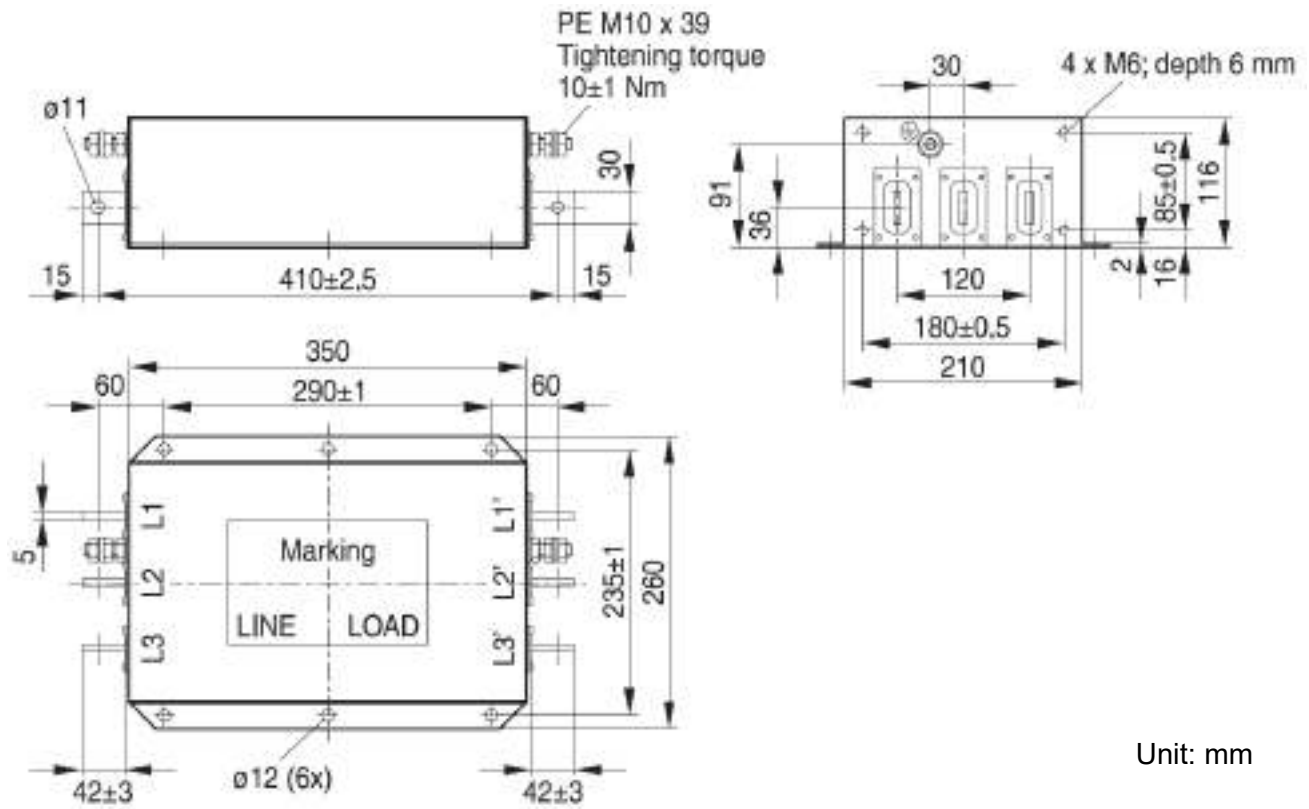 PE M10 x 39
Tightening torque
10±1 Nm
ø11
30
15
410±2.5
15
30
4 x M6; depth 6 mm
91
36
85±0.5
116
2
16
120
180±0.5
210
350
60
290±1
60
L1
L1'
5
Marking
L2
L2'
LINE
LOAD
L3
L3'
235±1
260
ø12 (6x)
42±3
42±3
Unit: mm